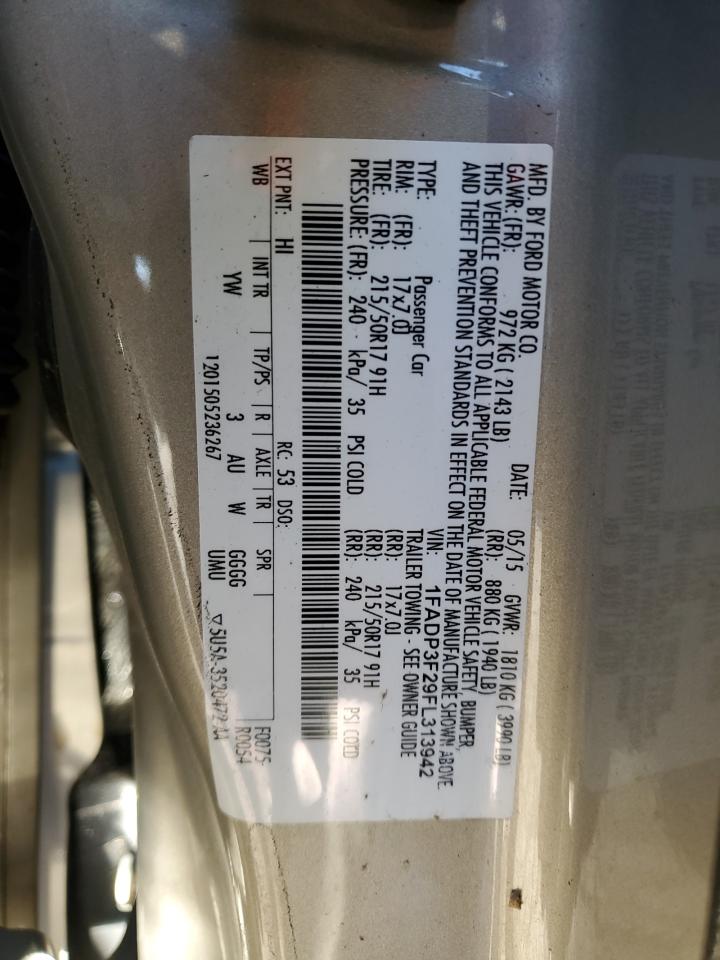 MFD. BY FORD MOTOR CO.
DATE: 05/15 GVWR: 1810 KG ( 3990 LB)
GAWR: (FR): 972 KG ( 2143 LB) (RR): 880 KG ( 1940 LB)
THIS VEHICLE CONFORMS TO ALL APPLICABLE FEDERAL MOTOR VEHICLE SAFETY, BUMPER,
AND THEFT PREVENTION STANDARDS IN EFFECT ON THE DATE OF MANUFACTURE SHOWN ABOVE
VIN: 1FADP3F29FL313942
TYPE: Passenger Car TRAILER TOWING - SEE OWNER GUIDE
RIM: (FR): 17x7.0J (RR): 17x7.0J
TIRE: (FR): 215/50R17 91H (RR): 215/50R17 91H
PRESSURE: (FR): 240 kPa/ 35 PSI COLD (RR): 240 kPa/ 35 PSI COLD
EXT PNT: HI RC: 53 DSO: F0075-
WB INT TR TP/PS R AXLE TR SPR R0054
YW 3 AU W GGGG
1201505236267 UMU 5U5A-3520472-AA